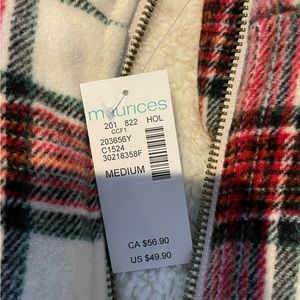 maurices
201 822 HOL
CCF1
203656Y
C1524
30218358F
MEDIUM
CA $56.90
US $49.90